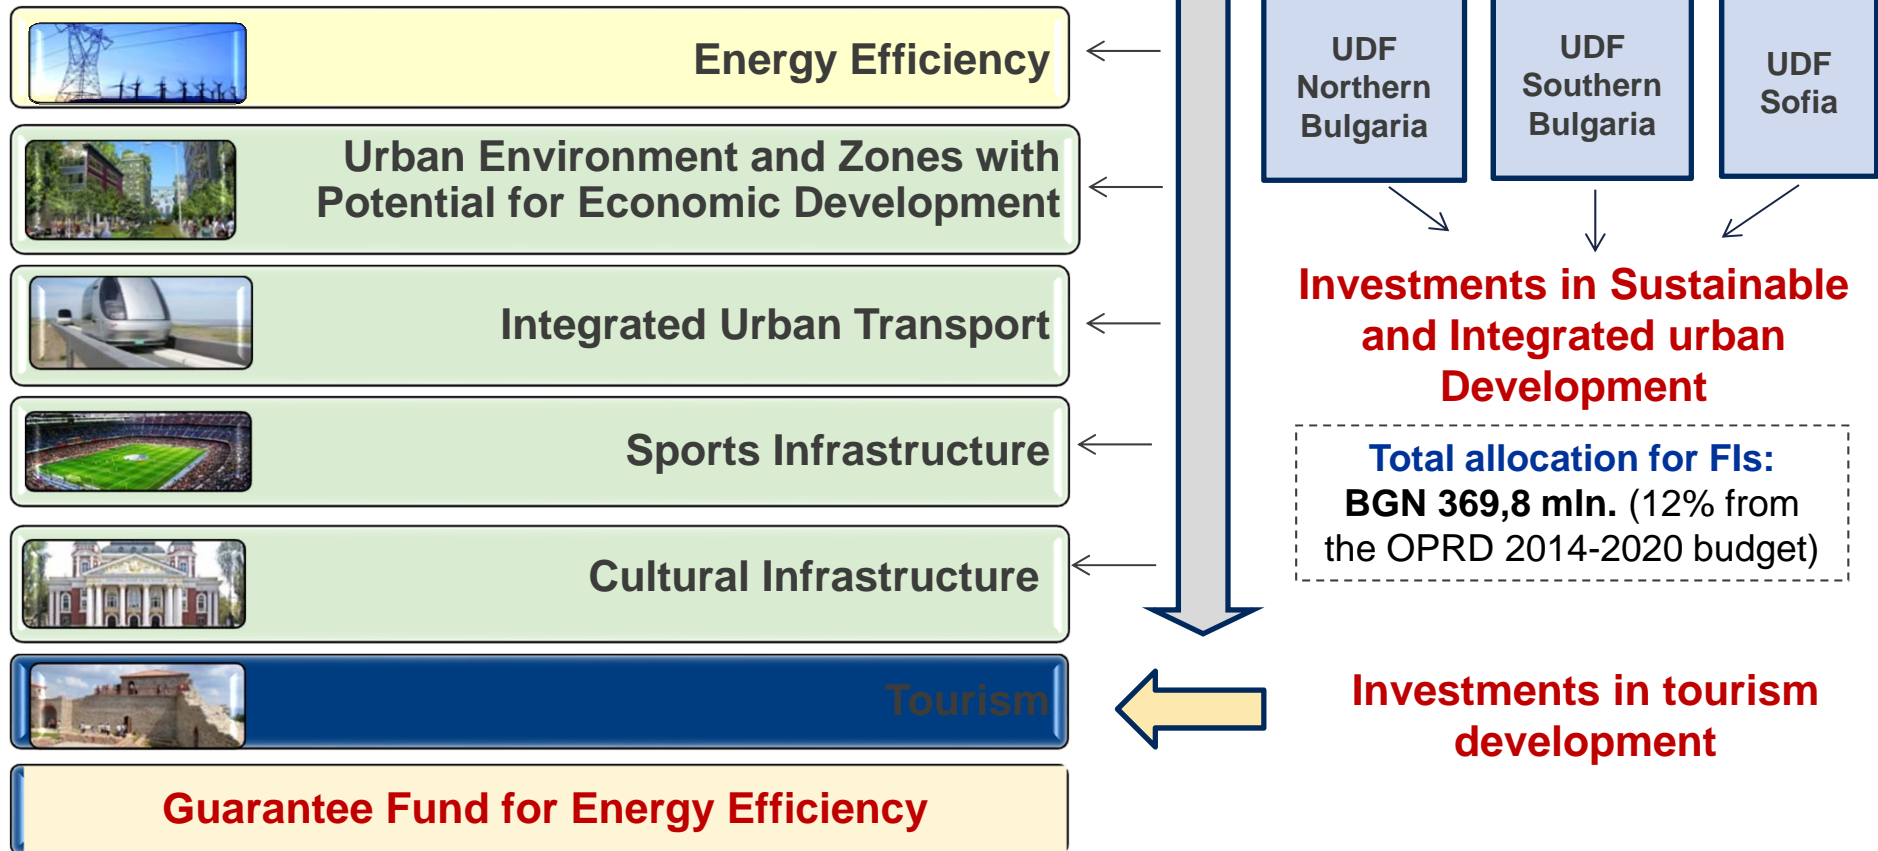 Energy Efficiency
Urban Environment and Zones with
Potential for Economic Development
Integrated Urban Transport
Sports Infrastructure
Cultural Infrastructure
Tourism
Guarantee Fund for Energy Efficiency
UDF
Northern
Bulgaria
UDF
Southern
Bulgaria
UDF
Sofia
Investments in Sustainable
and Integrated urban
Development
Total allocation for FIs:
BGN 369,8 mln. (12% from
the OPRD 2014-2020 budget)
Investments in tourism
development